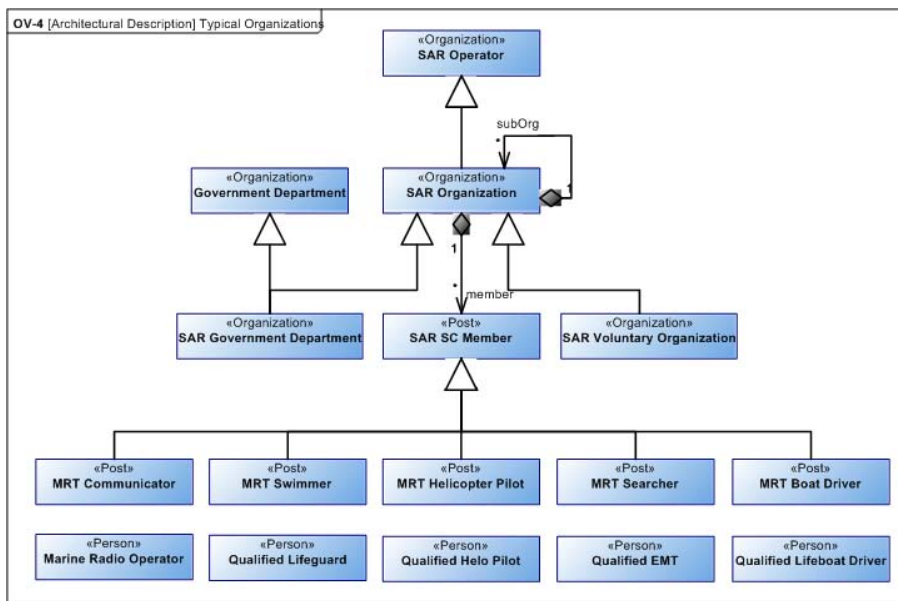 OV-4 [Architectural Description] Typical Organizations
«Organization»
SAR Operator
subOrg
*
«Organization»
Government Department
«Organization»
SAR Organization
1
1
*
member
«Organization»
SAR Government Department
«Post»
SAR SC Member
«Organization»
SAR Voluntary Organization
«Post»
MRT Communicator
«Post»
MRT Swimmer
«Post»
MRT Helicopter Pilot
«Post»
MRT Searcher
«Post»
MRT Boat Driver
«Person»
Marine Radio Operator
«Person»
Qualified Lifeguard
«Person»
Qualified Helo Pilot
«Person»
Qualified EMT
«Person»
Qualified Lifeboat Driver